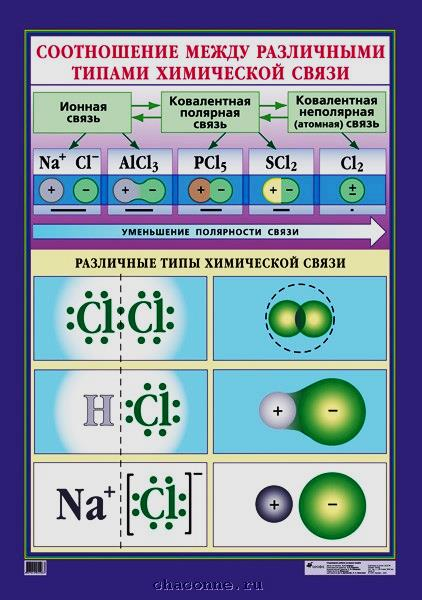 СООТНОШЕНИЕ МЕЖДУ РАЗЛИЧНЫМИ
ТИПАМИ ХИМИЧЕСКОЙ СВЯЗИ
Ионная
связь
Ковалентная
полярная
связь
Ковалентная
неполярная
(атомная) связь
Na⁺ Cl⁻ AlCl₃ PCl₅ SCl₂ Cl₂
+ − + − + − + − ±
УМЕНЬШЕНИЕ ПОЛЯРНОСТИ СВЯЗИ
РАЗЛИЧНЫЕ ТИПЫ ХИМИЧЕСКОЙ СВЯЗИ
:Cl:Cl:
H :Cl:
+ −
Na⁺ [:Cl:]⁻
+ −
chaconne.ru